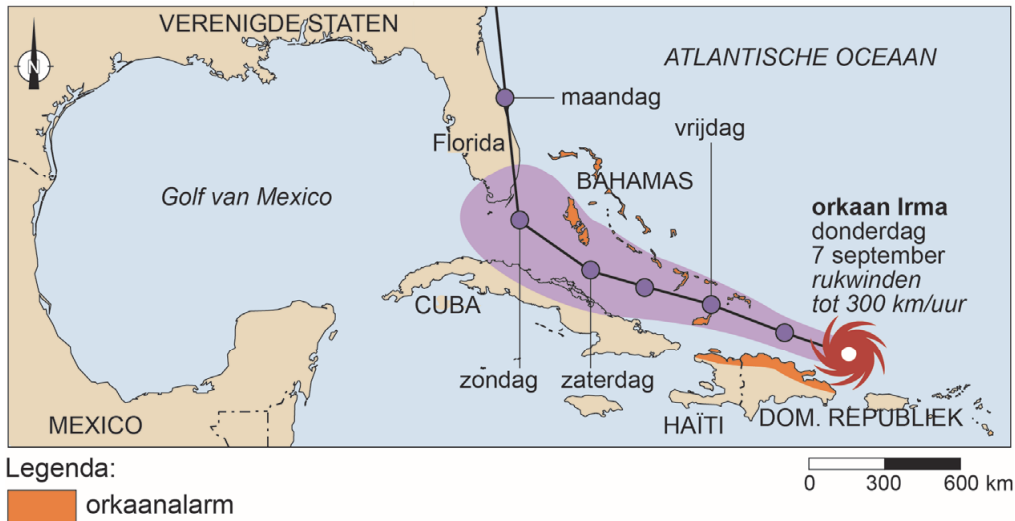 VERENIGDE STATEN
ATLANTISCHE OCEAAN
N
maandag
vrijdag
Florida
BAHAMAS
Golf van Mexico
orkaan Irma
donderdag
7 september
rukwinden
tot 300 km/uur
CUBA
zondag
zaterdag
MEXICO
HAÏTI
DOM. REPUBLIEK
Legenda:
orkaanalarm
0 300 600 km